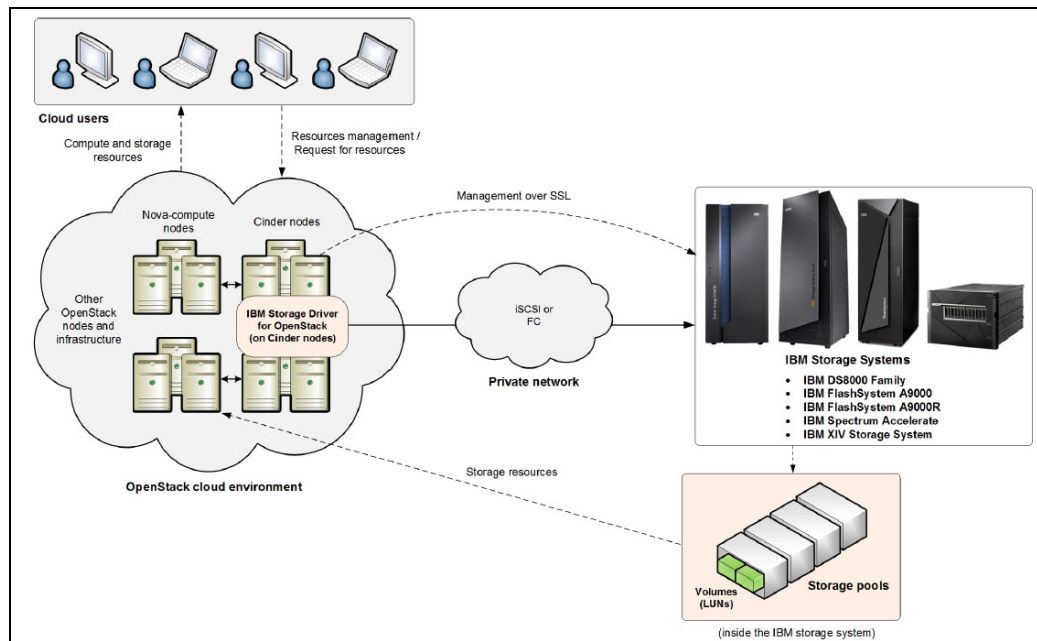 Cloud users
Compute and storage
resources
Resources management /
Request for resources
Nova-compute
nodes
Cinder nodes
Management over SSL
Other
OpenStack
nodes and
infrastructure
IBM Storage Driver
for OpenStack
(on Cinder nodes)
iSCSI or
FC
Private network
IBM Storage Systems
• IBM DS8000 Family
• IBM FlashSystem A9000
• IBM FlashSystem A9000R
• IBM Spectrum Accelerate
• IBM XIV Storage System
Storage resources
OpenStack cloud environment
Volumes
(LUNs)
Storage pools
(inside the IBM storage system)